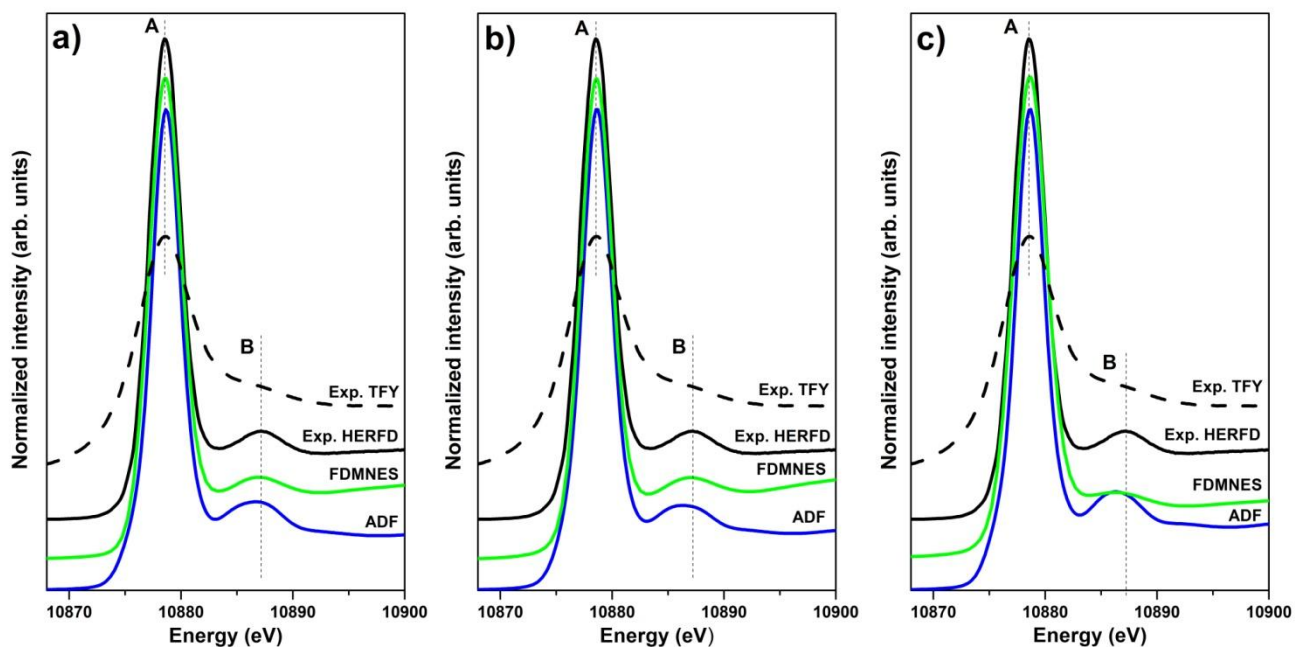 a)
A
B
Exp. TFY
Exp. HERFD
FDMNES
ADF
Normalized intensity (arb. units)
10870 10880 10890 10900
Energy (eV)
b)
A
B
Exp. TFY
Exp. HERFD
FDMNES
ADF
Normalized intensity (arb. units)
10870 10880 10890 10900
Energy (eV)
c)
A
B
Exp. TFY
Exp. HERFD
FDMNES
ADF
Normalized intensity (arb. units)
10870 10880 10890 10900
Energy (eV)